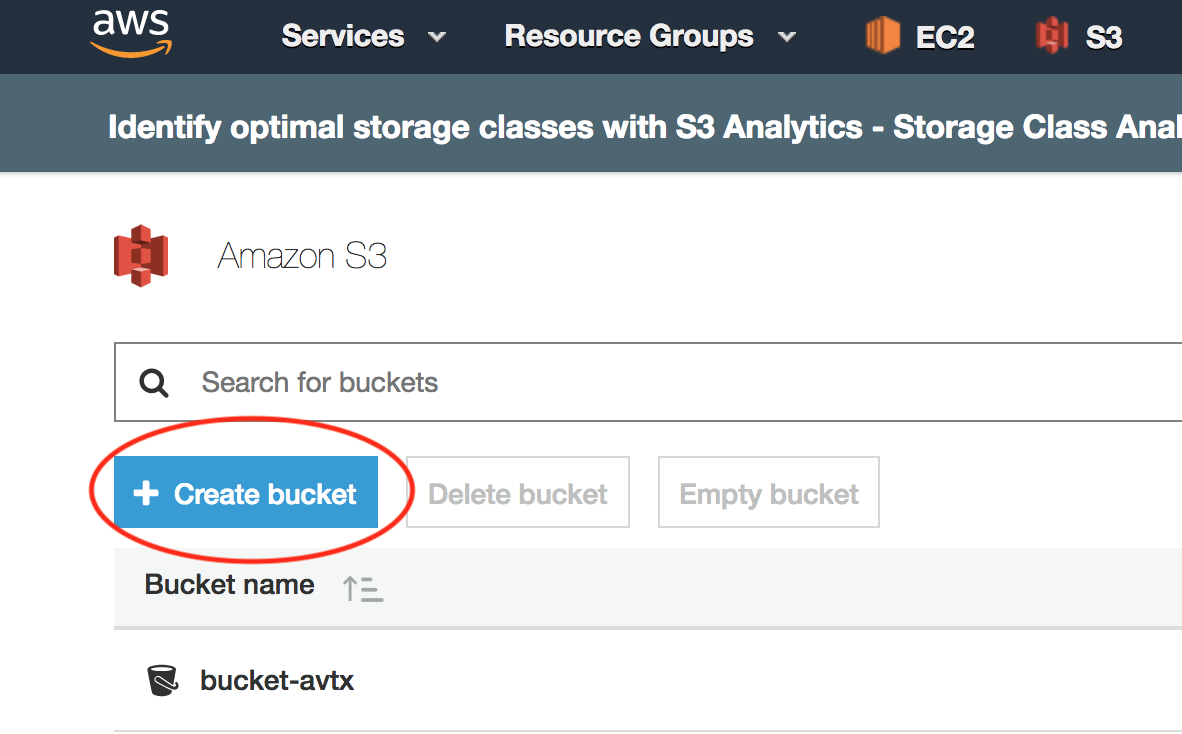 aws Services Resource Groups EC2 S3
Identify optimal storage classes with S3 Analytics - Storage Class
Amazon S3
Search for buckets
Create bucket Delete bucket Empty bucket
Bucket name
bucket-avtx